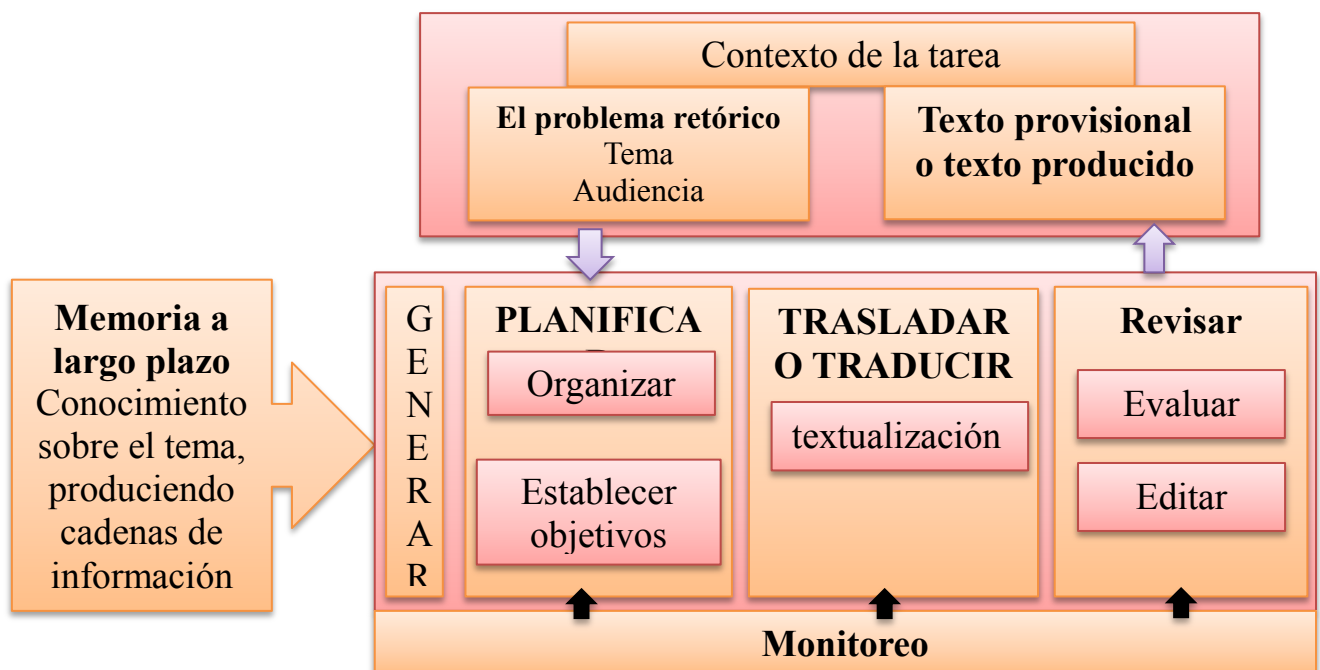 Contexto de la tarea
El problema retórico
Tema
Audiencia
Texto provisional
o texto producido
Memoria a
largo plazo
Conocimiento
sobre el tema,
produciendo
cadenas de
información
G
E
N
E
R
A
R
PLANIFICA
Organizar
Establecer
objetivos
TRASLADAR
O TRADUCIR
textualización
Revisar
Evaluar
Editar
Monitoreo